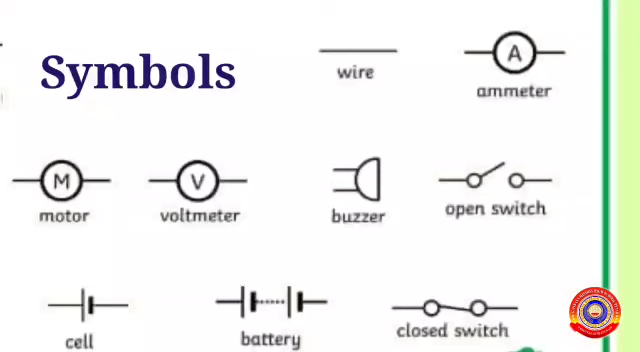 Symbols
wire
A
ammeter
M
motor
V
voltmeter
buzzer
open switch
cell
battery
closed switch